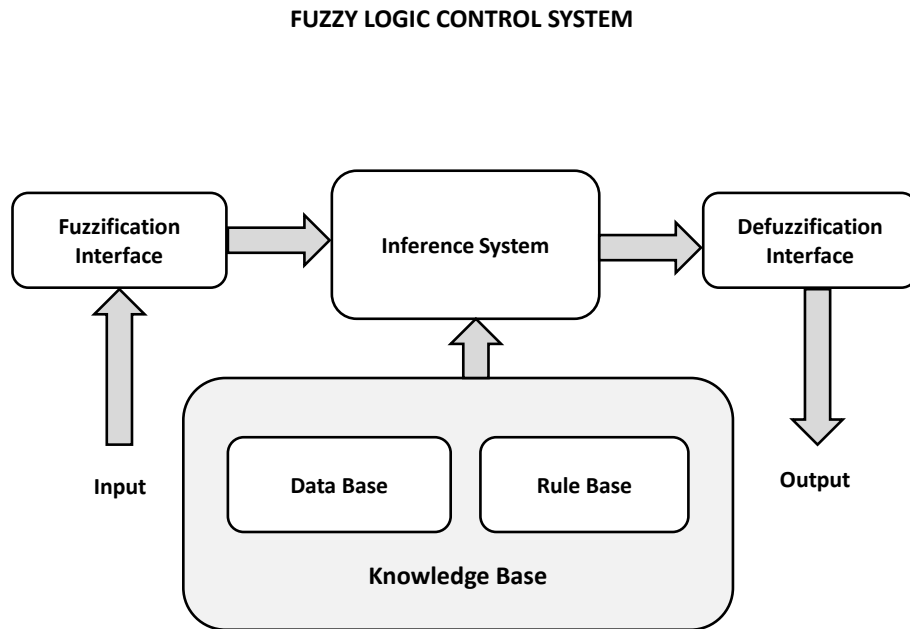 FUZZY LOGIC CONTROL SYSTEM
Fuzzification
Interface
Inference System
Defuzzification
Interface
Input
Data Base
Rule Base
Output
Knowledge Base